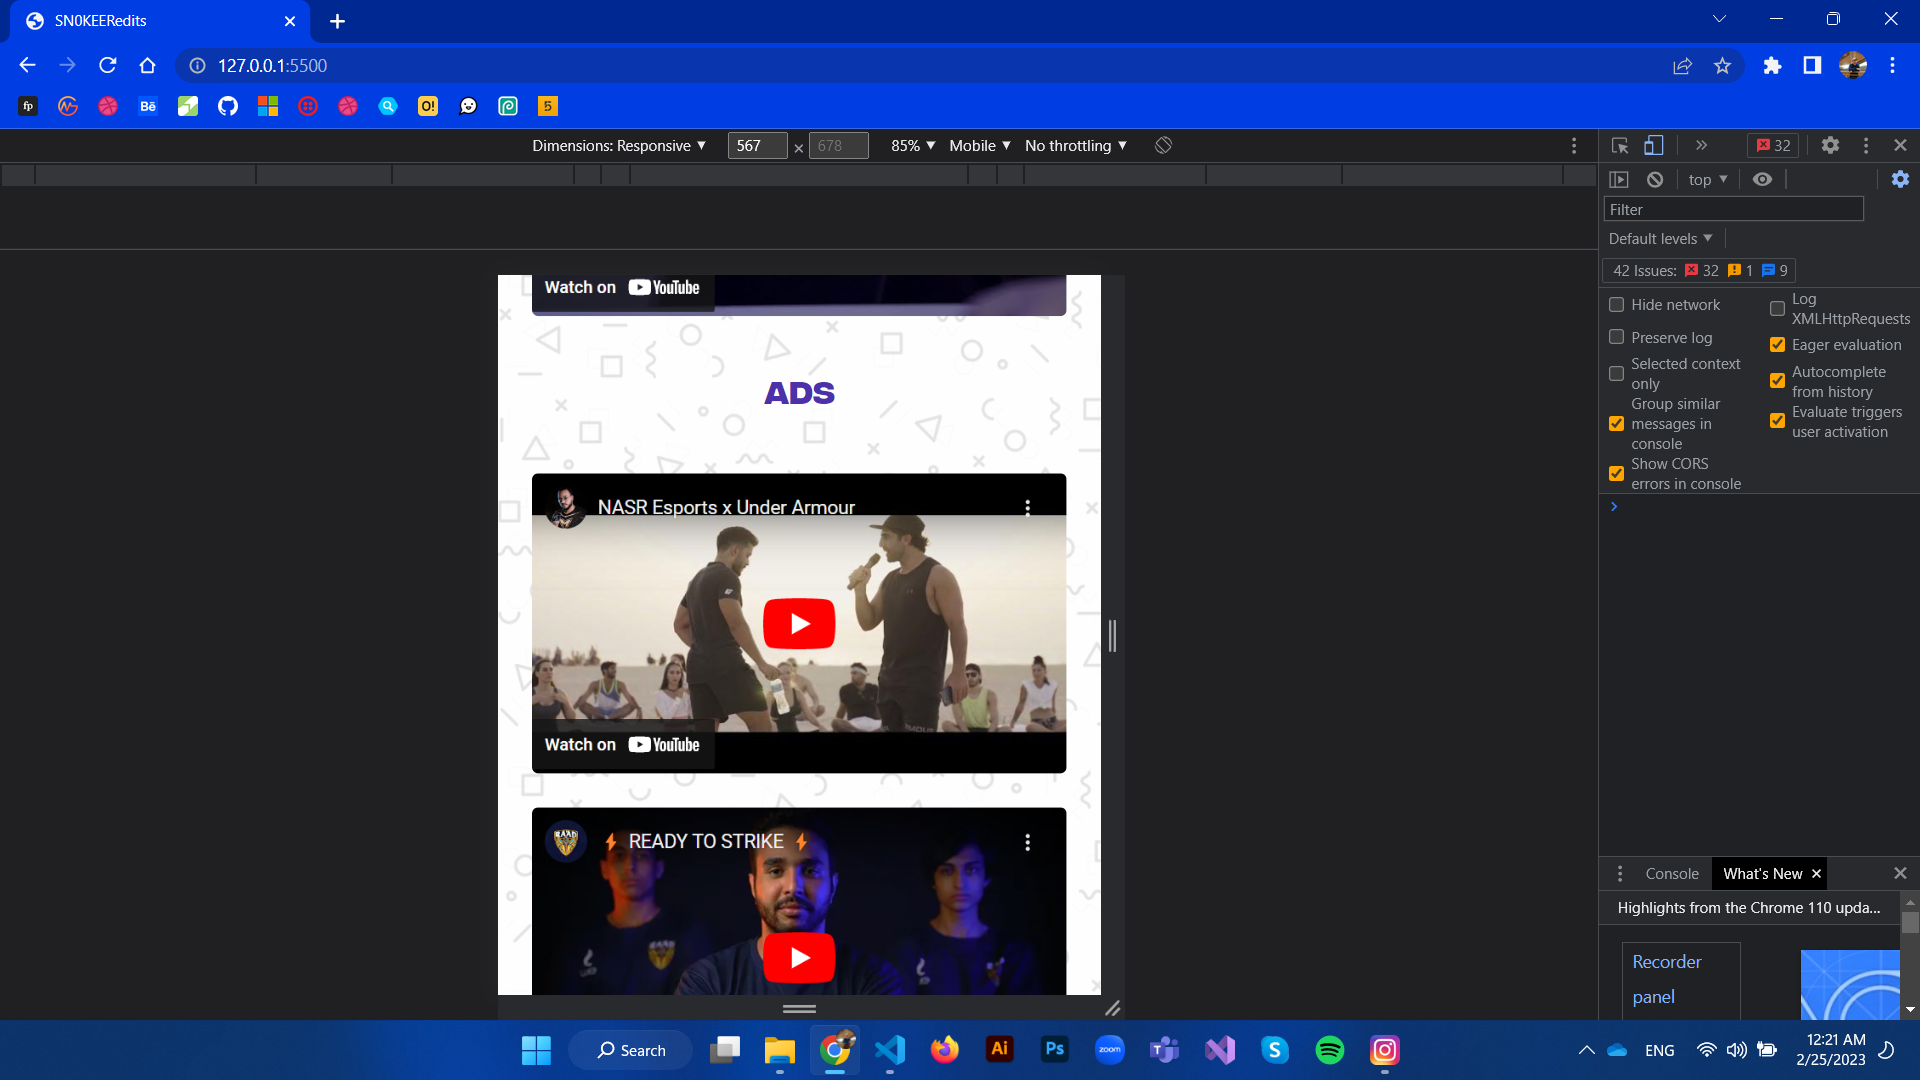 SN0KEERedits
127.0.0.1:5500
fp
Bē
O!
5
Dimensions: Responsive
567
×
678
85%
Mobile
No throttling
32
top
Filter
Default levels
42 Issues:
32
1
9
Hide network
Log XMLHttpRequests
Preserve log
Eager evaluation
Selected context only
Autocomplete from history
Group similar messages in console
Evaluate triggers user activation
Show CORS errors in console
Watch on YouTube
ADS
NASR Esports x Under Armour
Watch on YouTube
READY TO STRIKE
Console
What's New
Highlights from the Chrome 110 upda...
Recorder
panel
Search
Ai
Ps
zoom
S
ENG
12:21 AM
2/25/2023